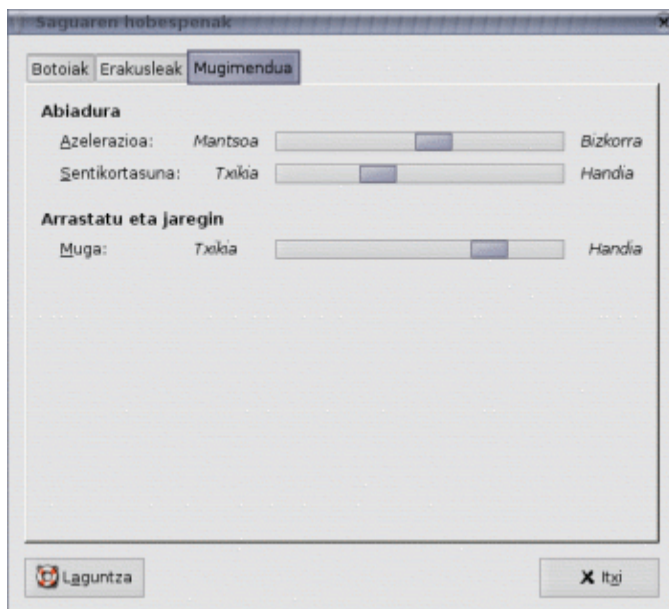 Saguaren hobespenak
Botoiak Erakusleak Mugimendua
Abiadura
Azelerazioa: Mantsoa Bizkorra
Sentikortasuna: Txikia Handia
Arrastatu eta jaregin
Muga: Txikia Handia
Laguntza Itxi